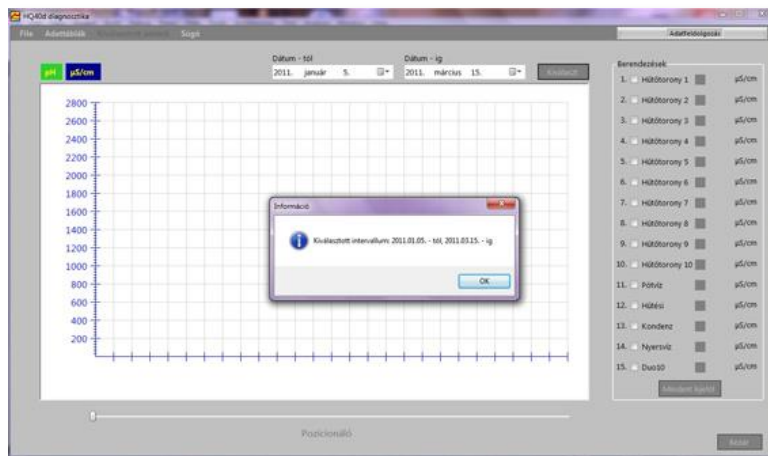 HQ40d diagnosztika
File Adattáblák Súgó
Adatfeldolgozás
Dátum - tól
Dátum - ig
pH µS/cm
2011. január 5.
2011. március 15.
Kiválaszt
Berendezések
1. Hűtőtorony 1 µS/cm
2. Hűtőtorony 2 µS/cm
3. Hűtőtorony 3 µS/cm
4. Hűtőtorony 4 µS/cm
5. Hűtőtorony 5 µS/cm
6. Hűtőtorony 6 µS/cm
7. Hűtőtorony 7 µS/cm
8. Hűtőtorony 8 µS/cm
9. Hűtőtorony 9 µS/cm
10. Hűtőtorony 10 µS/cm
11. Pótvíz µS/cm
12. Hűtési µS/cm
13. Kondenz µS/cm
14. Nyersvíz µS/cm
15. Duo10 µS/cm
Mindent kijelöl
2800
2600
2400
2200
2000
1800
1600
1400
1200
1000
800
600
400
200
Információ
Kiválasztott intervallum: 2011.01.05. - tól, 2011.03.15. - ig
OK
Pozicionáló
Bezár